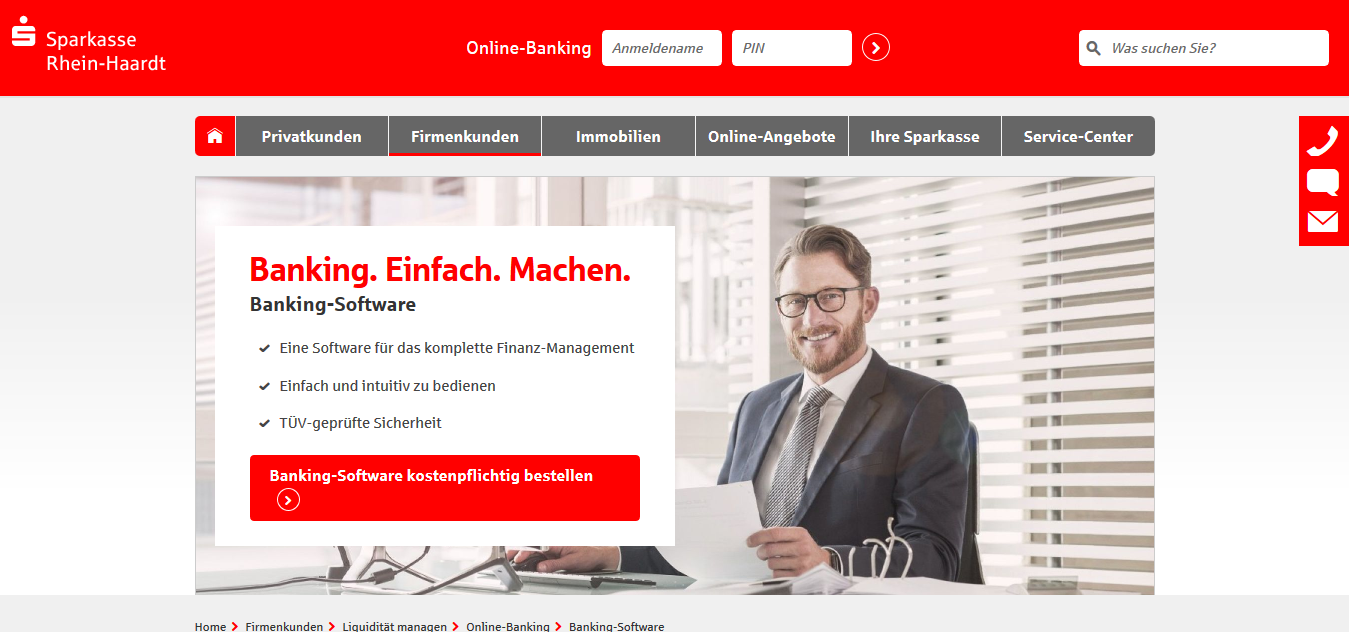 Sparkasse
Rhein-Haardt
Online-Banking
Anmeldename
PIN
Was suchen Sie?
Privatkunden
Firmenkunden
Immobilien
Online-Angebote
Ihre Sparkasse
Service-Center
Banking. Einfach. Machen.
Banking-Software
Eine Software für das komplette Finanz-Management
Einfach und intuitiv zu bedienen
TÜV-geprüfte Sicherheit
Banking-Software kostenpflichtig bestellen
Home Firmenkunden Liquidität managen Online-Banking Banking-Software